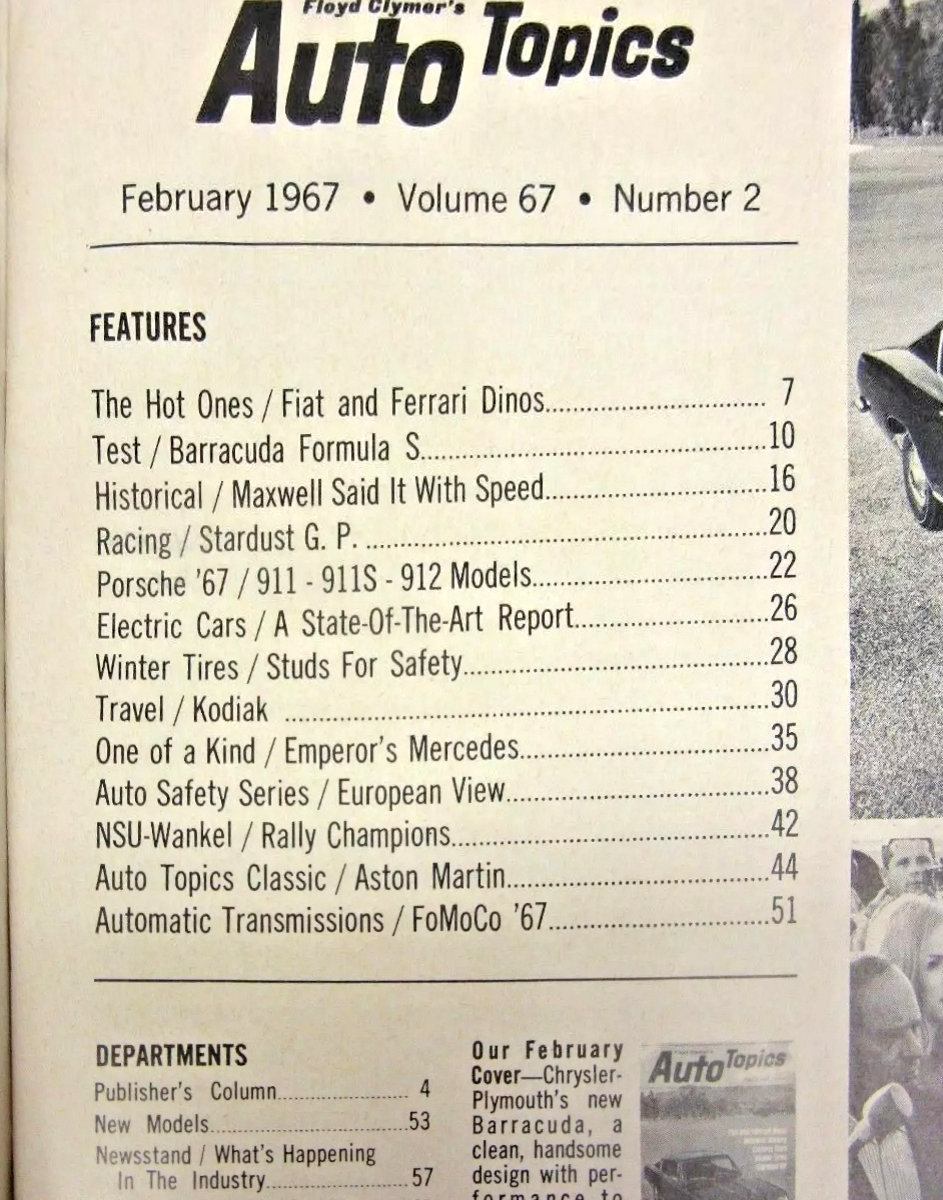 Floyd Clymer's
Auto Topics
February 1967 • Volume 67 • Number 2
FEATURES
The Hot Ones / Fiat and Ferrari Dinos.......... 7
Test / Barracuda Formula S..........10
Historical / Maxwell Said It With Speed..........16
Racing / Stardust G. P. ..........20
Porsche '67 / 911 - 911S - 912 Models..........22
Electric Cars / A State-Of-The-Art Report..........26
Winter Tires / Studs For Safety..........28
Travel / Kodiak ..........30
One of a Kind / Emperor's Mercedes..........35
Auto Safety Series / European View..........38
NSU-Wankel / Rally Champions..........42
Auto Topics Classic / Aston Martin..........44
Automatic Transmissions / FoMoCo '67..........51
DEPARTMENTS
Publisher's Column.......... 4
New Models..........53
Newsstand / What's Happening
In The Industry..........57
Our February
Cover—Chrysler-
Plymouth's new
Barracuda, a
clean, handsome
design with per-
formance to
Auto Topics